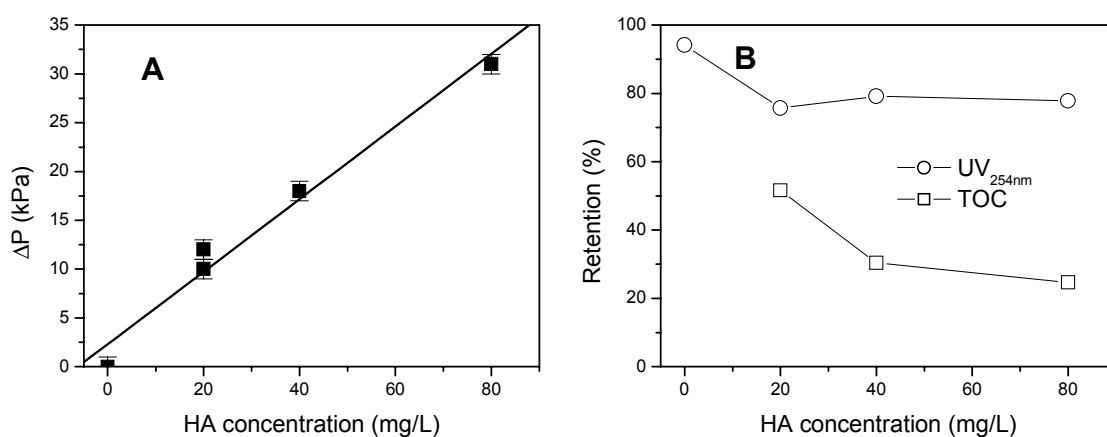 A
35
30
25
20
15
10
5
0
ΔP (kPa)
0 20 40 60 80
HA concentration (mg/L)
B
100
80
60
40
20
0
Retention (%)
UV254nm
TOC
0 20 40 60 80
HA concentration (mg/L)